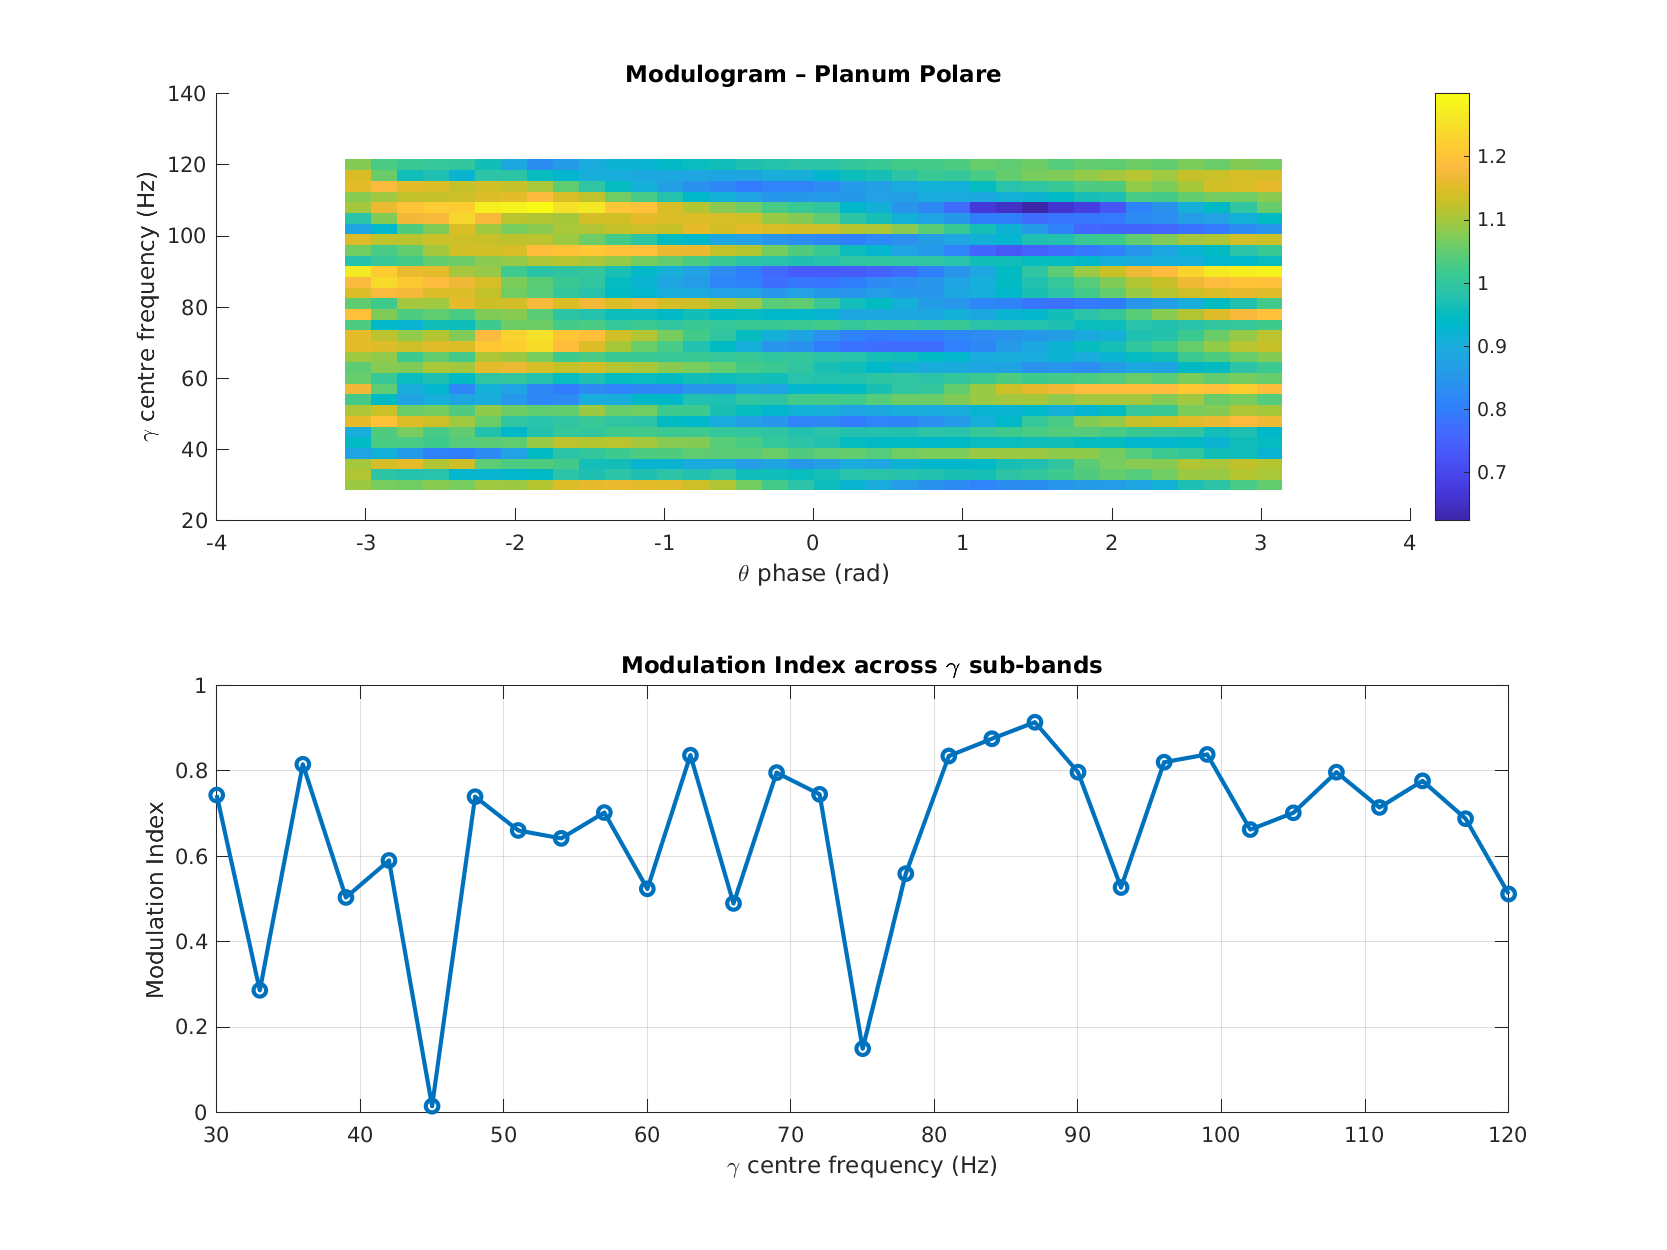 Modulogram – Planum Polare
140
120
100
80
60
40
20
γ centre frequency (Hz)
-4 -3 -2 -1 0 1 2 3 4
θ phase (rad)
1.2
1.1
1
0.9
0.8
0.7
Modulation Index across γ sub-bands
1
0.8
0.6
0.4
0.2
0
Modulation Index
30 40 50 60 70 80 90 100 110 120
γ centre frequency (Hz)